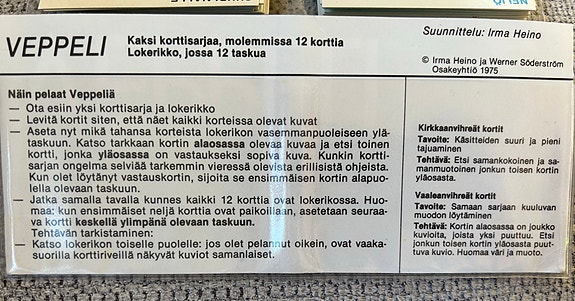 NELIÖ
VEPPELI
Kaksi korttisarjaa, molemmissa 12 korttia
Lokerikko, jossa 12 taskua
Suunnittelu: Irma Heino
© Irma Heino ja Werner Söderström
Osakeyhtiö 1975
Näin pelaat Veppeliä
— Ota esiin yksi korttisarja ja lokerikko
— Levitä kortit siten, että näet kaikki korteissa olevat kuvat
— Aseta nyt mikä tahansa korteista lokerikon vasemmanpuoleiseen ylä-
taskuun. Katso tarkkaan kortin alaosassa olevaa kuvaa ja etsi toinen
kortti, jonka yläosassa on vastaukseksi sopiva kuva. Kunkin kortti-
sarjan ongelma selviää tarkemmin vieressä olevista erillisistä ohjeista.
Kun olet löytänyt vastauskortin, sijoita se ensimmäisen kortin alapuo-
lella olevaan taskuun.
— Jatka samalla tavalla kunnes kaikki 12 korttia ovat lokerikossa. Huo-
maa: kun ensimmäiset neljä korttia ovat paikoillaan, asetetaan seuraa-
va kortti keskellä ylimpänä olevaan taskuun.
Tehtävän tarkistaminen:
— Katso lokerikon toiselle puolelle: jos olet pelannut oikein, ovat vaaka-
suorilla korttiriveillä näkyvät kuviot samanlaiset.
Kirkkaanvihreät kortit
Tavoite: Käsitteiden suuri ja pieni
tajuaminen
Tehtävä: Etsi samankokoinen ja sa-
manmuotoinen jonkun toisen kortin
yläosasta.
Vaaleanvihreät kortit
Tavoite: Samaan sarjaan kuuluvan
muodon löytäminen
Tehtävä: Kortin alaosassa on joukko
kuvioita, joista yksi puuttuu. Etsi
jonkun toisen kortin yläosasta puut-
tuva kuvio. Huomaa väri ja muoto.